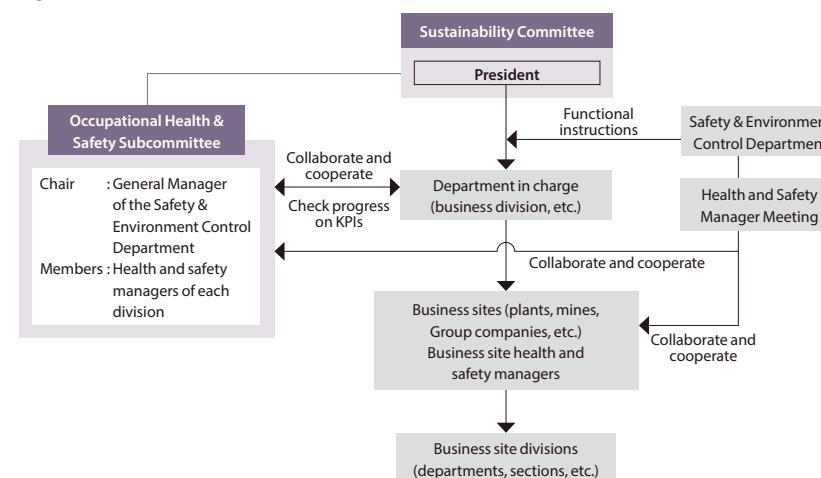 Sustainability Committee
President
Occupational Health &
Safety Subcommittee
Chair : General Manager
of the Safety &
Environment Control
Department
Members : Health and safety
managers of each
division
Collaborate and
cooperate
Check progress
on KPIs
Functional
instructions
Safety &
Control
Health and Safety
Manager Meeting
Department in charge
(business division, etc.)
Collaborate and cooperate
Business sites (plants, mines,
Group companies, etc.)
Business site health and
safety managers
Collaborate and
cooperate
Business site divisions
(departments, sections, etc.)